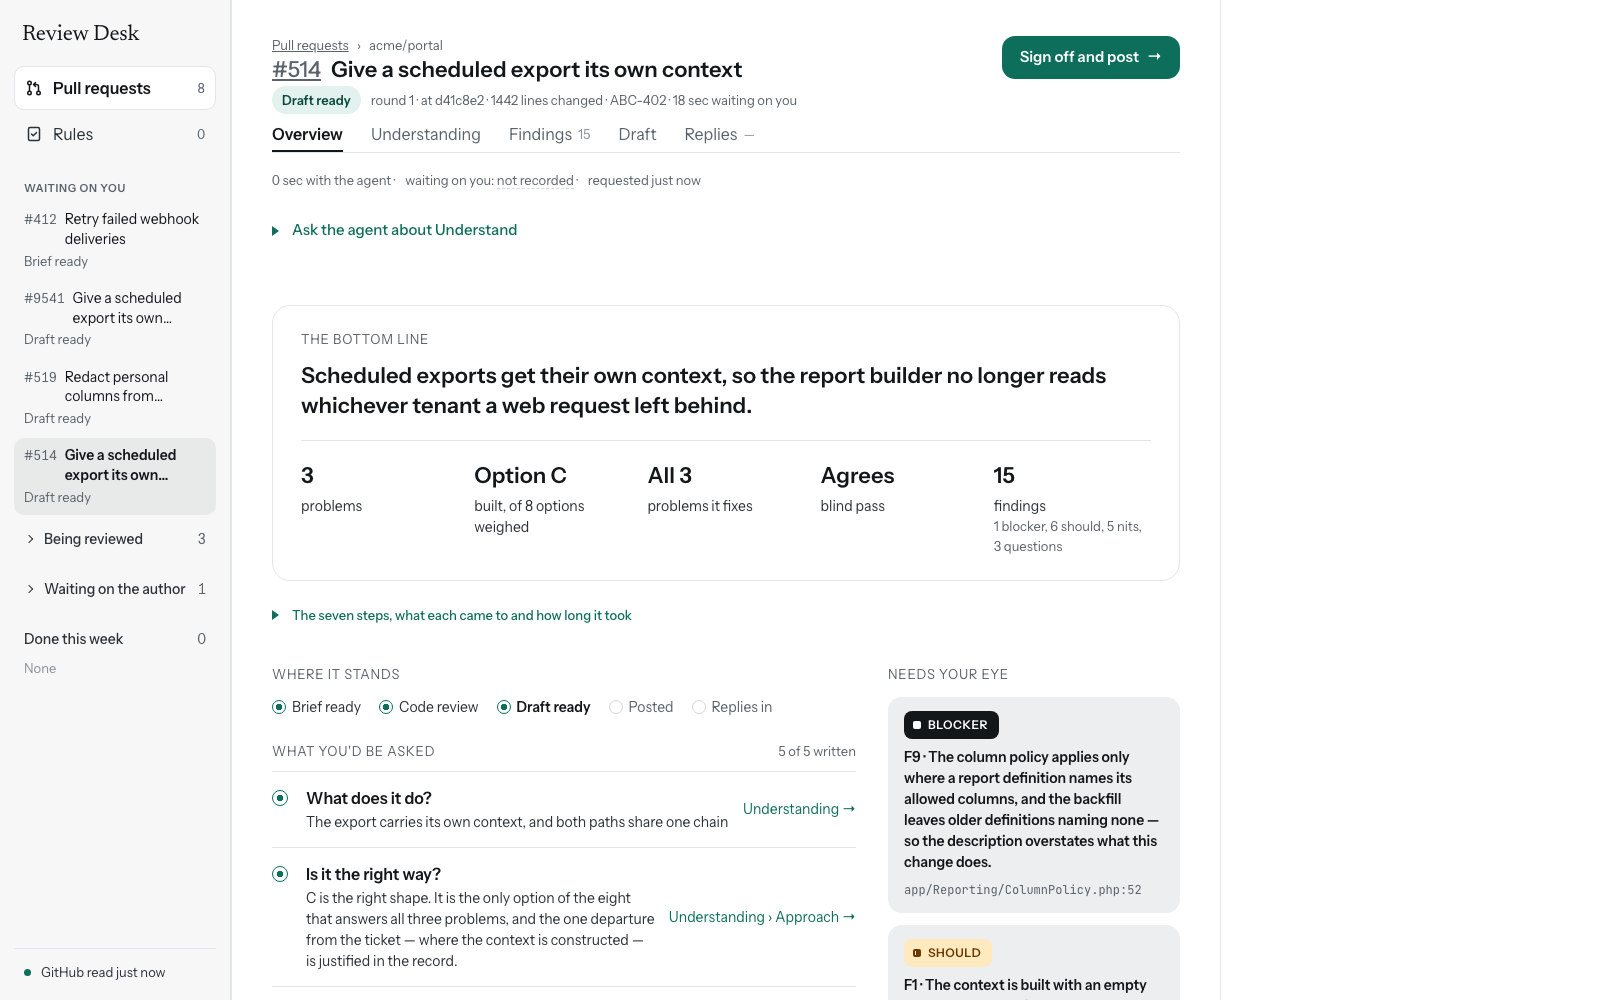 Review Desk
Pull requests 8
Rules 0
WAITING ON YOU
#412 Retry failed webhook
deliveries
Brief ready
#9541 Give a scheduled
export its own…
Draft ready
#519 Redact personal
columns from…
Draft ready
#514 Give a scheduled
export its own…
Draft ready
Being reviewed 3
Waiting on the author 1
Done this week 0
None
GitHub read just now
Pull requests › acme/portal
#514 Give a scheduled export its own context
Sign off and post →
Draft ready round 1 · at d41c8e2 · 1442 lines changed · ABC-402 · 18 sec waiting on you
Overview Understanding Findings 15 Draft Replies —
0 sec with the agent · waiting on you: not recorded · requested just now
Ask the agent about Understand
THE BOTTOM LINE
Scheduled exports get their own context, so the report builder no longer reads
whichever tenant a web request left behind.
3
problems
Option C
built, of 8 options
weighed
All 3
problems it fixes
Agrees
blind pass
15
findings
1 blocker, 6 should, 5 nits,
3 questions
The seven steps, what each came to and how long it took
WHERE IT STANDS
Brief ready Code review Draft ready Posted Replies in
WHAT YOU'D BE ASKED 5 of 5 written
What does it do?
The export carries its own context, and both paths share one chain
Understanding →
Is it the right way?
C is the right shape. It is the only option of the eight
that answers all three problems, and the one departure
from the ticket — where the context is constructed —
is justified in the record.
Understanding › Approach →
NEEDS YOUR EYE
BLOCKER
F9 · The column policy applies only
where a report definition names its
allowed columns, and the backfill
leaves older definitions naming none —
so the description overstates what this
change does.
app/Reporting/ColumnPolicy.php:52
SHOULD
F1 · The context is built with an empty